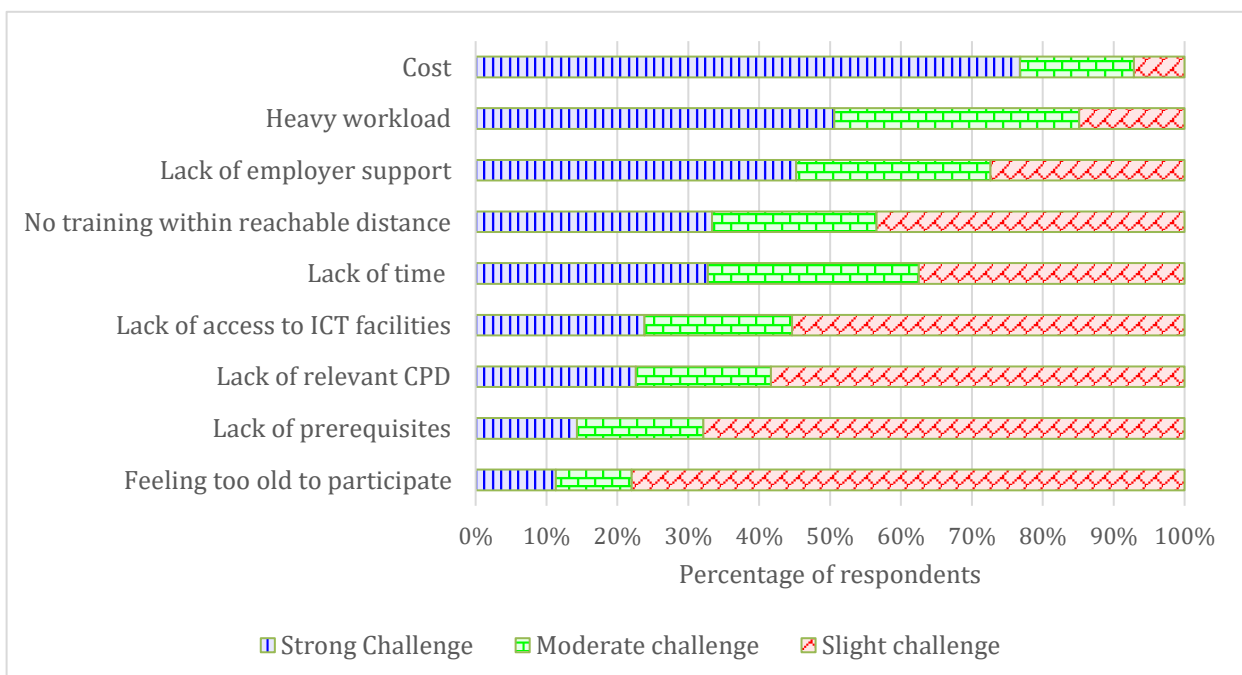 Cost
Heavy workload
Lack of employer support
No training within reachable distance
Lack of time
Lack of access to ICT facilities
Lack of relevant CPD
Lack of prerequisites
Feeling too old to participate
0% 10% 20% 30% 40% 50% 60% 70% 80% 90% 100%
Percentage of respondents
Strong Challenge Moderate challenge Slight challenge